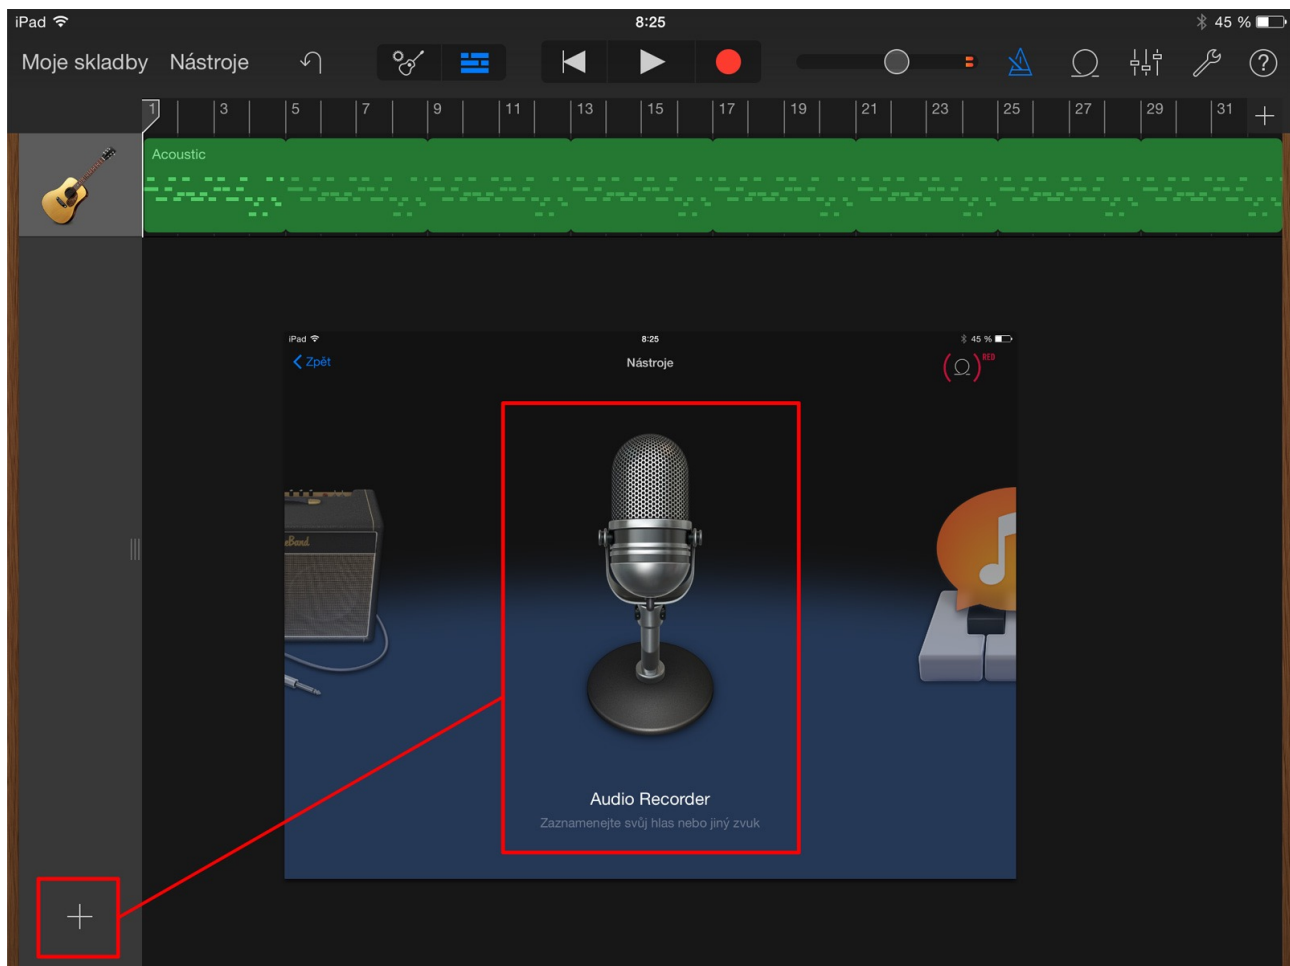 iPad 8:25 45 %
Moje skladby Nástroje
1 3 5 7 9 11 13 15 17 19 21 23 25 27 29 31
Acoustic
iPad 8:25 45 %
Zpět Nástroje RED
eBand
Audio Recorder
Zaznamenejte svůj hlas nebo jiný zvuk